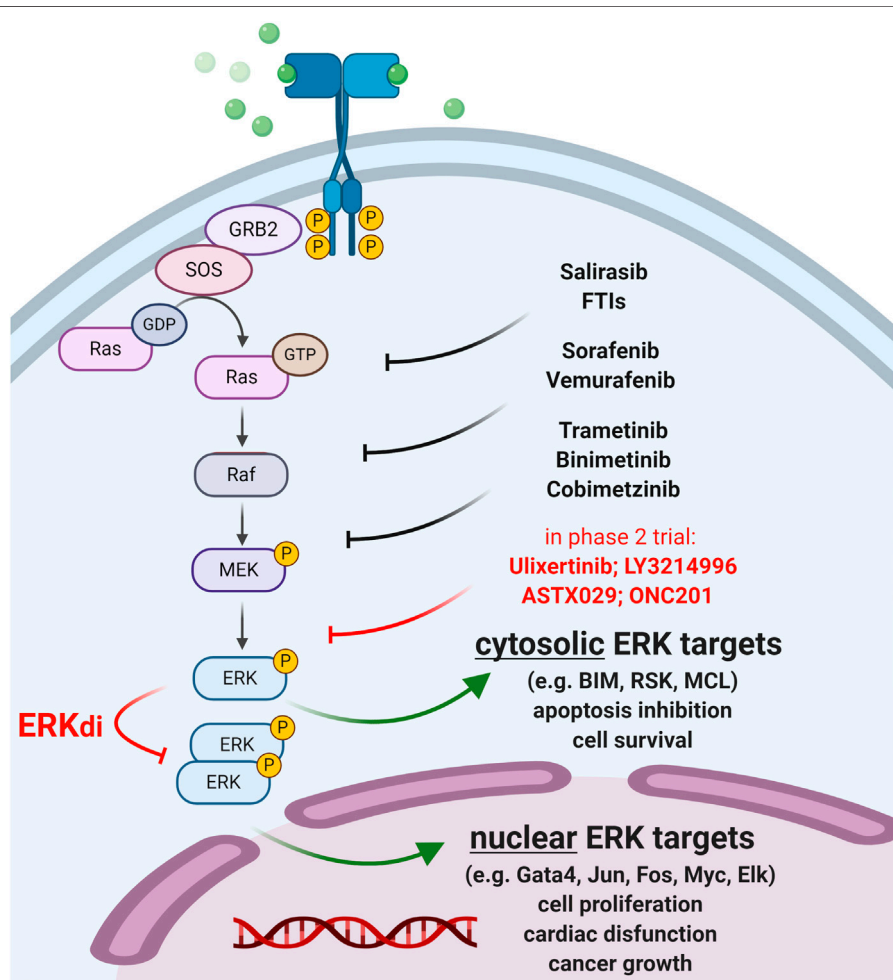 P
P
GRB2
P
P
SOS
GDP
Ras
Ras
GTP
Salirasib
FTIs
Sorafenib
Vemurafenib
Raf
Trametinib
Binimetinib
Cobimetzinib
MEK
P
in phase 2 trial:
Ulixertinib; LY3214996
ASTX029; ONC201
ERK
P
cytosolic ERK targets
(e.g. BIM, RSK, MCL)
apoptosis inhibition
cell survival
ERKdi
ERK
P
ERK
P
nuclear ERK targets
(e.g. Gata4, Jun, Fos, Myc, Elk)
cell proliferation
cardiac disfunction
cancer growth